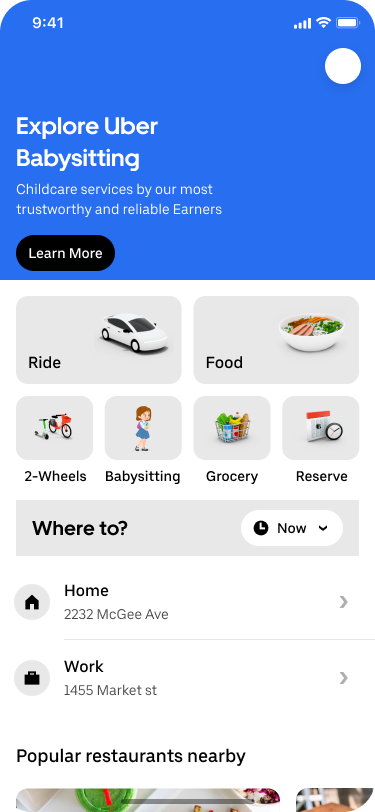 9:41
Explore Uber
Babysitting
Childcare services by our most
trustworthy and reliable Earners
Learn More
Ride
Food
2-Wheels
Babysitting
Grocery
Reserve
Where to?
Now
Home
2232 McGee Ave
Work
1455 Market st
Popular restaurants nearby